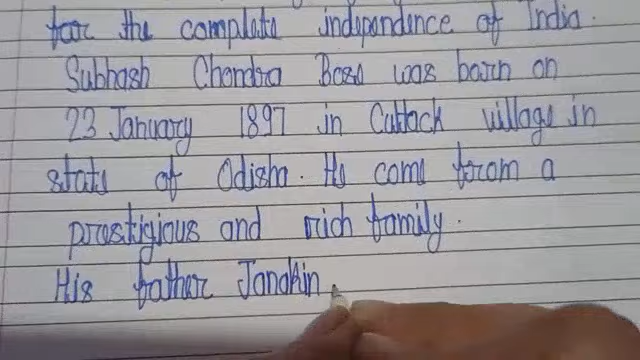 for the complete independence of India.
Subhash Chandra Bose was born on
23 January 1897 in Cuttack village in
state of Odisha. He come from a
prestigious and rich family.
His father Janakin